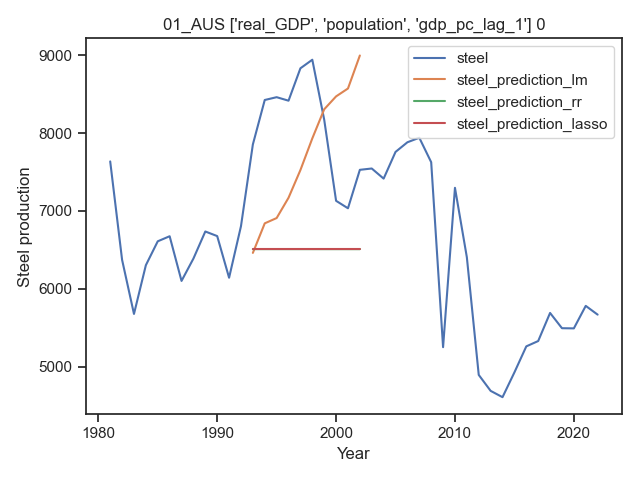 01_AUS ['real_GDP', 'population', 'gdp_pc_lag_1'] 0
steel
steel_prediction_lm
steel_prediction_rr
steel_prediction_lasso
Steel production
9000
8000
7000
6000
5000
1980
1990
2000
2010
2020
Year